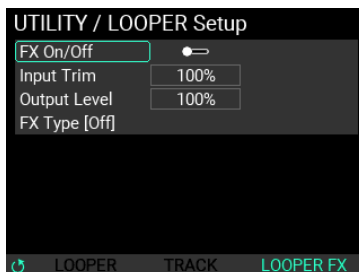 UTILITY / LOOPER Setup
FX On/Off
Input Trim 100%
Output Level 100%
FX Type [Off]
LOOPER TRACK LOOPER FX